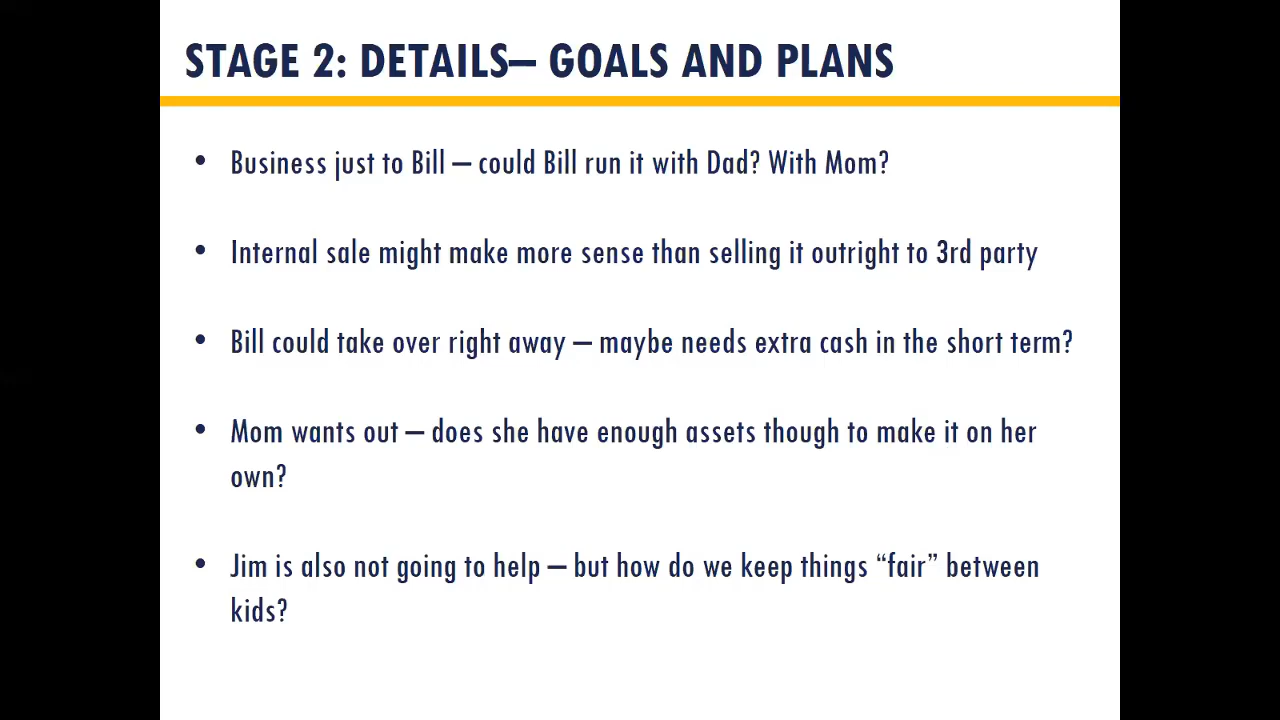 STAGE 2: DETAILS— GOALS AND PLANS
• Business just to Bill – could Bill run it with Dad? With Mom?
• Internal sale might make more sense than selling it outright to 3rd party
• Bill could take over right away – maybe needs extra cash in the short term?
• Mom wants out – does she have enough assets though to make it on her
own?
• Jim is also not going to help – but how do we keep things “fair” between
kids?